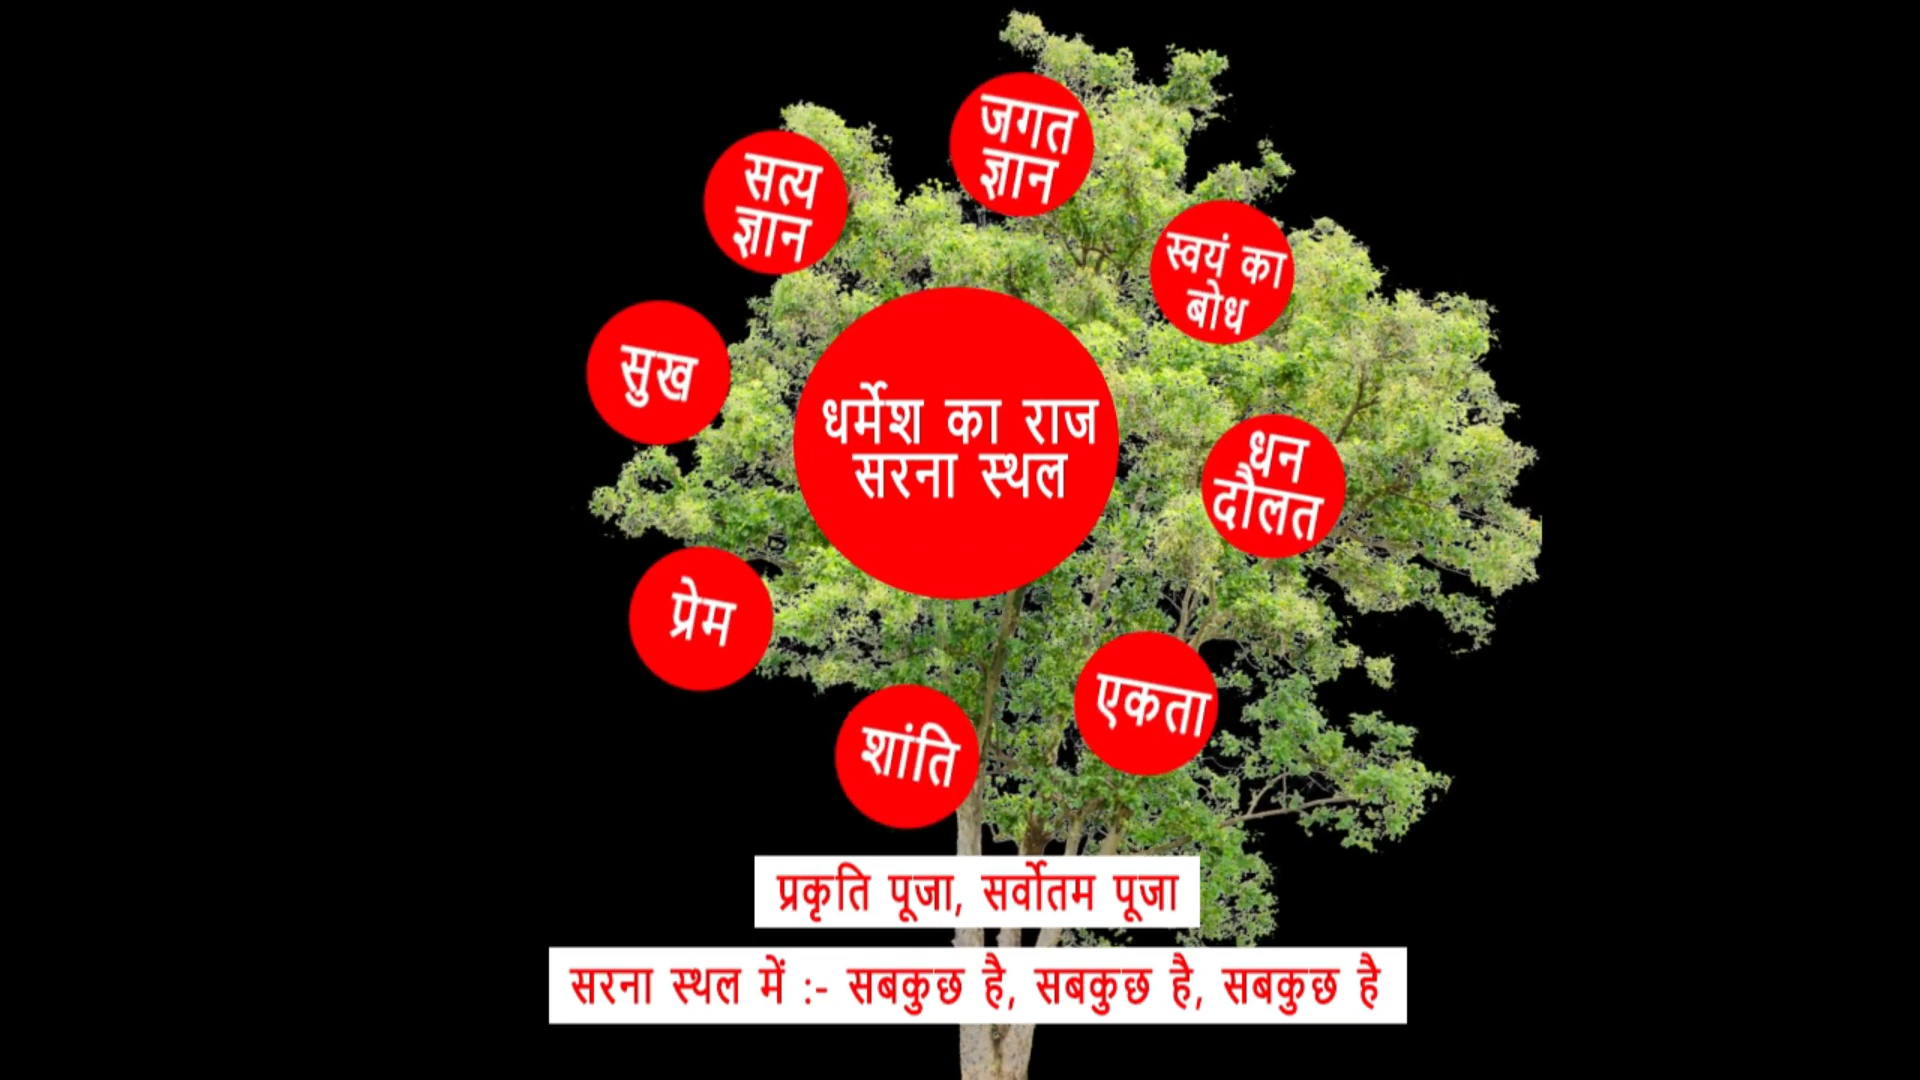 जगत
ज्ञान
सत्य
ज्ञान
स्वयं का
बोध
सुख
धर्मेश का राज
सरना स्थल
धन
दौलत
प्रेम
एकता
शांति
प्रकृति पूजा, सर्वोतम पूजा
सरना स्थल में :- सबकुछ है, सबकुछ है, सबकुछ है